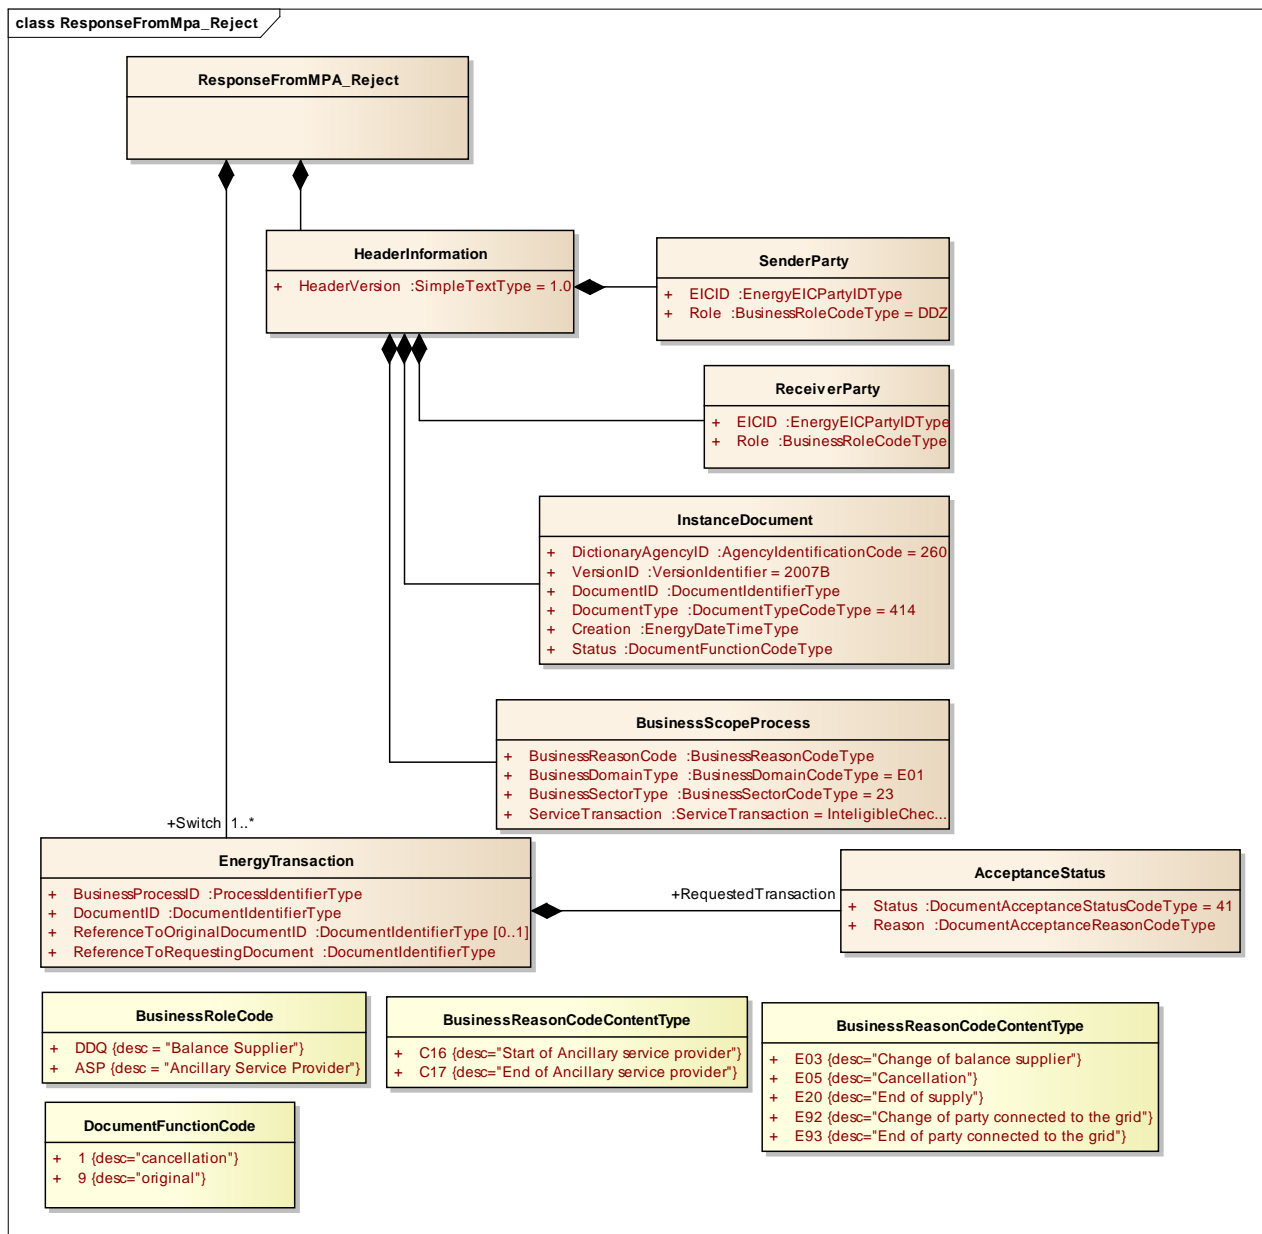 class ResponseFromMpa_Reject
ResponseFromMPA_Reject
HeaderInformation
+ HeaderVersion :SimpleTextType = 1.0
SenderParty
+ EICID :EnergyEICPartyIDType
+ Role :BusinessRoleCodeType = DDZ
ReceiverParty
+ EICID :EnergyEICPartyIDType
+ Role :BusinessRoleCodeType
InstanceDocument
+ DictionaryAgencyID :AgencyIdentificationCode = 260
+ VersionID :VersionIdentifier = 2007B
+ DocumentID :DocumentIdentifierType
+ DocumentType :DocumentTypeCodeType = 414
+ Creation :EnergyDateTimeType
+ Status :DocumentFunctionCodeType
BusinessScopeProcess
+ BusinessReasonCode :BusinessReasonCodeType
+ BusinessDomainType :BusinessDomainCodeType = E01
+ BusinessSectorType :BusinessSectorCodeType = 23
+ ServiceTransaction :ServiceTransaction = InteligibleChec...
+Switch 1..*
EnergyTransaction
+ BusinessProcessID :ProcessIdentifierType
+ DocumentID :DocumentIdentifierType
+ ReferenceToOriginalDocumentID :DocumentIdentifierType [0..1]
+ ReferenceToRequestingDocument :DocumentIdentifierType
+RequestedTransaction
AcceptanceStatus
+ Status :DocumentAcceptanceStatusCodeType = 41
+ Reason :DocumentAcceptanceReasonCodeType
BusinessRoleCode
+ DDQ {desc = "Balance Supplier"}
+ ASP {desc = "Ancillary Service Provider"}
BusinessReasonCodeContentType
+ C16 {desc="Start of Ancillary service provider"}
+ C17 {desc="End of Ancillary service provider"}
BusinessReasonCodeContentType
+ E03 {desc="Change of balance supplier"}
+ E05 {desc="Cancellation"}
+ E20 {desc="End of supply"}
+ E92 {desc="Change of party connected to the grid"}
+ E93 {desc="End of party connected to the grid"}
DocumentFunctionCode
+ 1 {desc="cancellation"}
+ 9 {desc="original"}